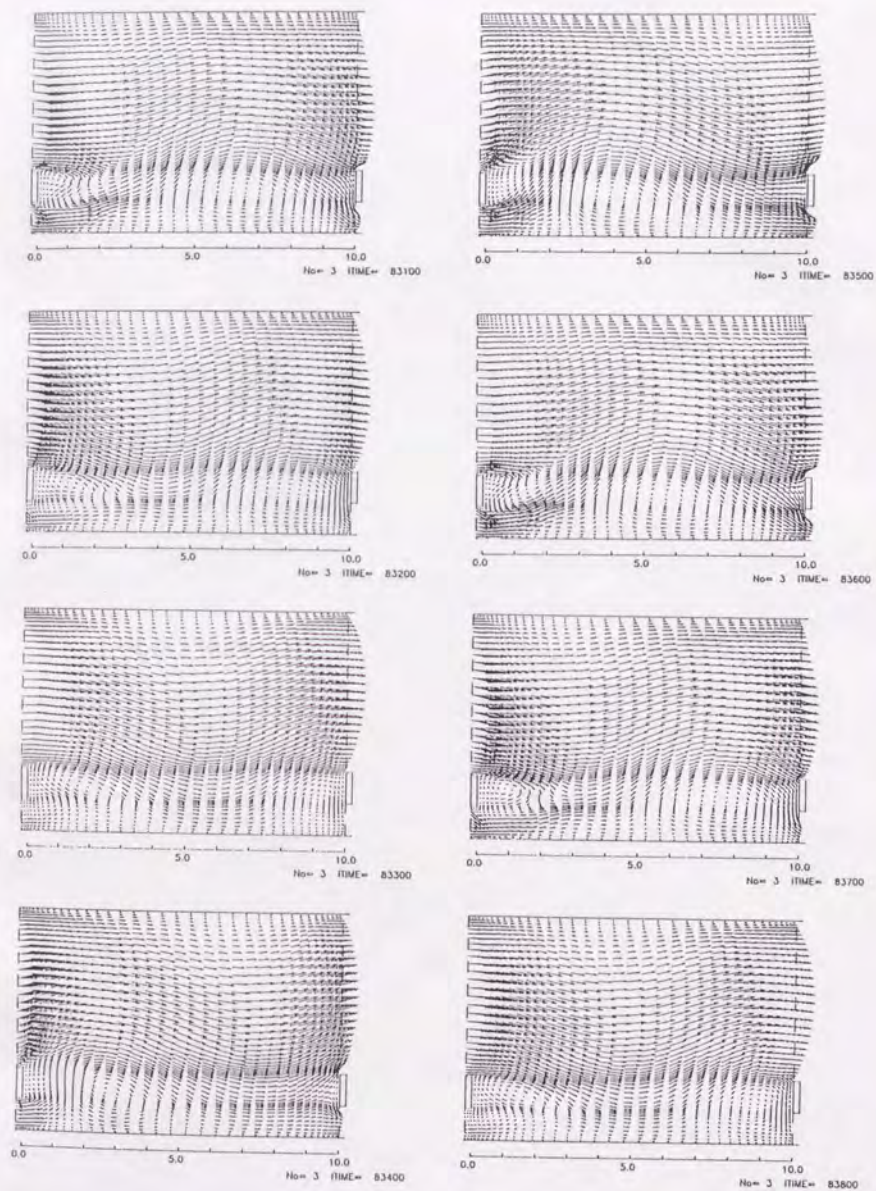 0.0 5.0 10.0
No= 3 ITIME= 83100
0.0 5.0 10.0
No= 3 ITIME= 83200
0.0 5.0 10.0
No= 3 ITIME= 83300
0.0 5.0 10.0
No= 3 ITIME= 83400
0.0 5.0 10.0
No= 3 ITIME= 83500
0.0 5.0 10.0
No= 3 ITIME= 83600
0.0 5.0 10.0
No= 3 ITIME= 83700
0.0 5.0 10.0
No= 3 ITIME= 83800